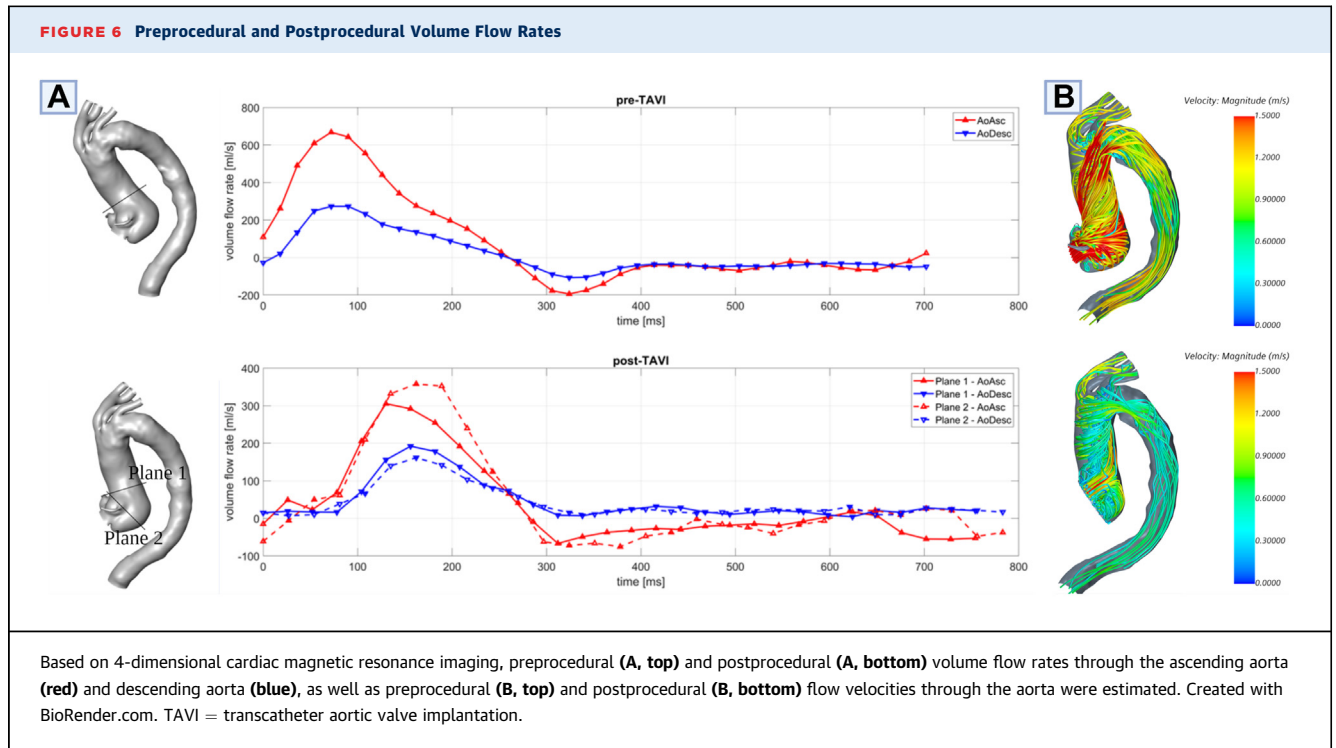 FIGURE 6 Preprocedural and Postprocedural Volume Flow Rates
A
pre-TAVI
volume flow rate [ml/s]
800
600
400
200
0
-200
0 100 200 300 400 500 600 700 800
time [ms]
AoAsc
AoDesc
B
Velocity: Magnitude (m/s)
1.5000
1.2000
0.90000
0.60000
0.30000
0.0000
Plane 1
Plane 2
post-TAVI
volume flow rate [ml/s]
400
300
200
100
0
-100
0 100 200 300 400 500 600 700 800
time [ms]
Plane 1 - AoAsc
Plane 1 - AoDesc
Plane 2 - AoAsc
Plane 2 - AoDesc
Velocity: Magnitude (m/s)
1.5000
1.2000
0.90000
0.60000
0.30000
0.0000
Based on 4-dimensional cardiac magnetic resonance imaging, preprocedural (A, top) and postprocedural (A, bottom) volume flow rates through the ascending aorta
(red) and descending aorta (blue), as well as preprocedural (B, top) and postprocedural (B, bottom) flow velocities through the aorta were estimated. Created with
BioRender.com. TAVI = transcatheter aortic valve implantation.